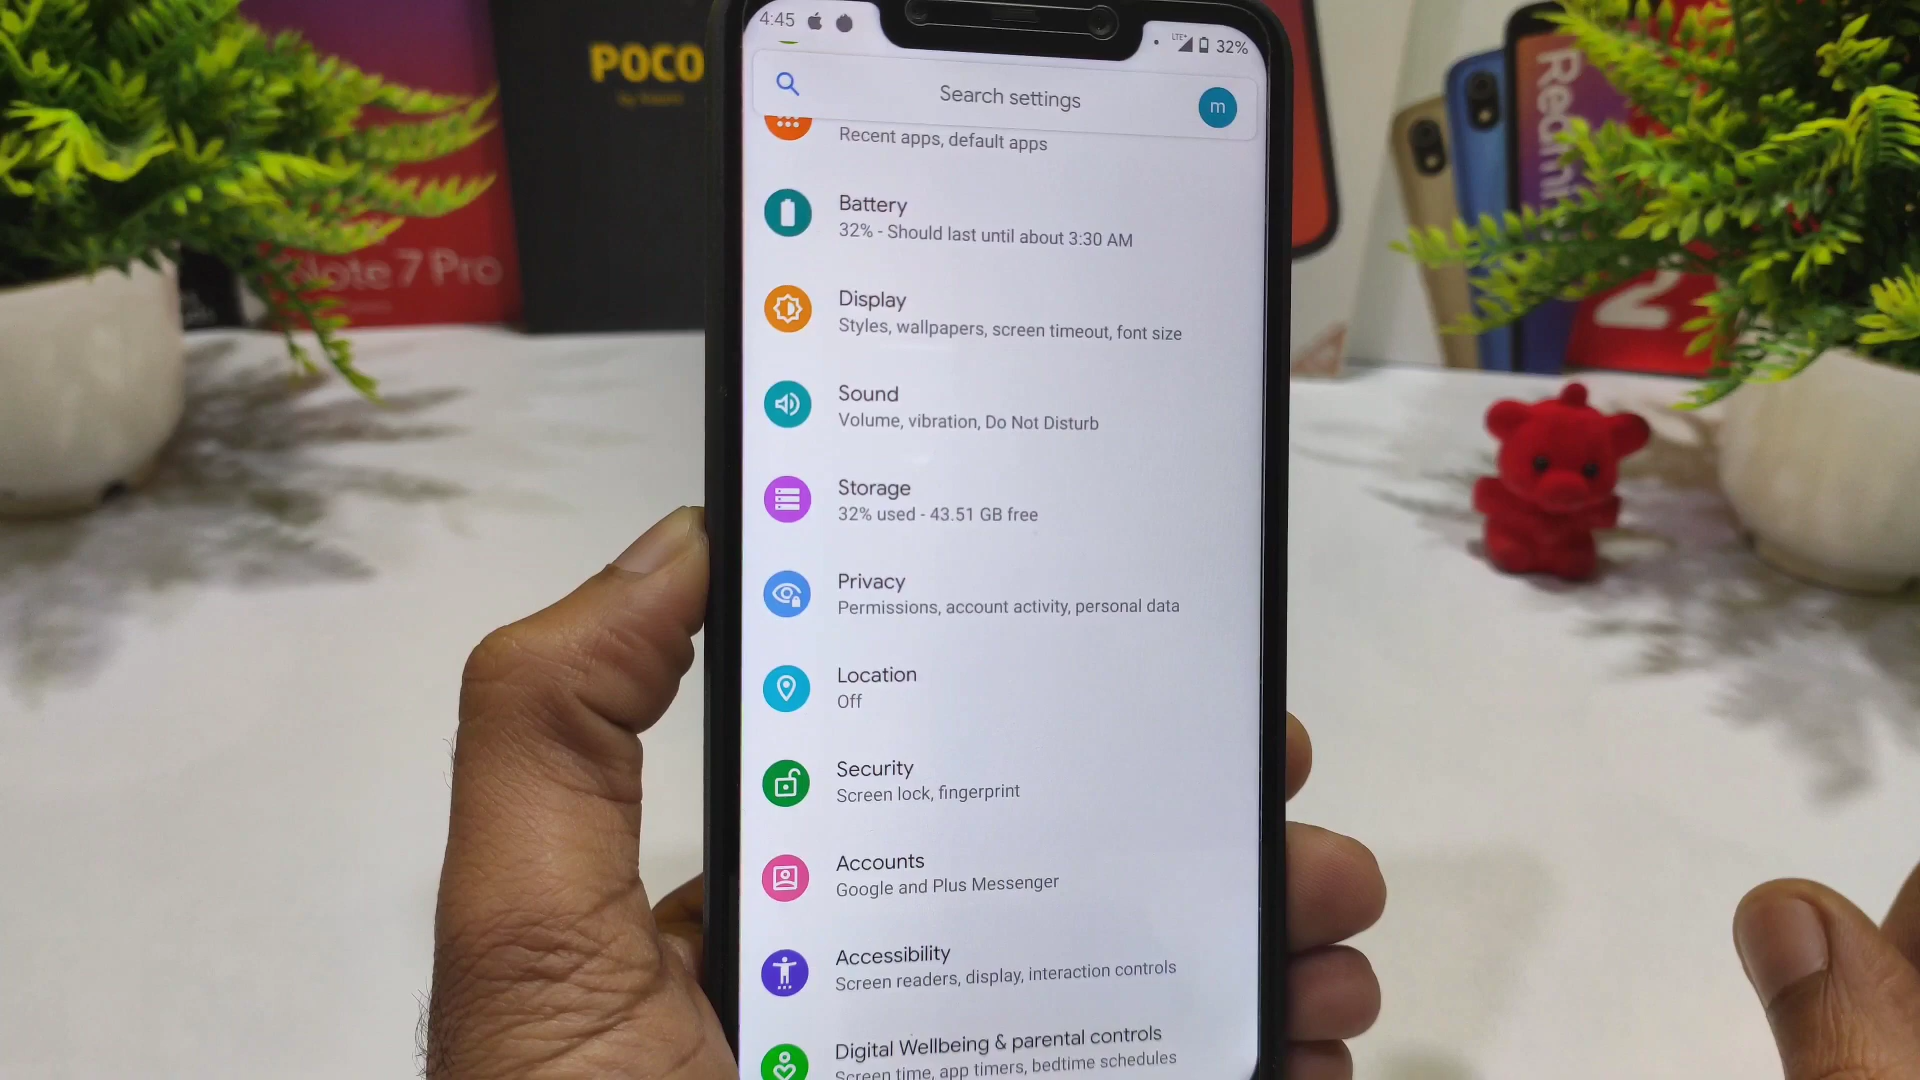 4:45
LTE+
32%
Search settings
m
Recent apps, default apps
Battery
32% - Should last until about 3:30 AM
Display
Styles, wallpapers, screen timeout, font size
Sound
Volume, vibration, Do Not Disturb
Storage
32% used - 43.51 GB free
Privacy
Permissions, account activity, personal data
Location
Off
Security
Screen lock, fingerprint
Accounts
Google and Plus Messenger
Accessibility
Screen readers, display, interaction controls
Digital Wellbeing & parental controls
Screen time, app timers, bedtime schedules
POCO
by Xiaomi
Note 7 Pro
Redmi
2